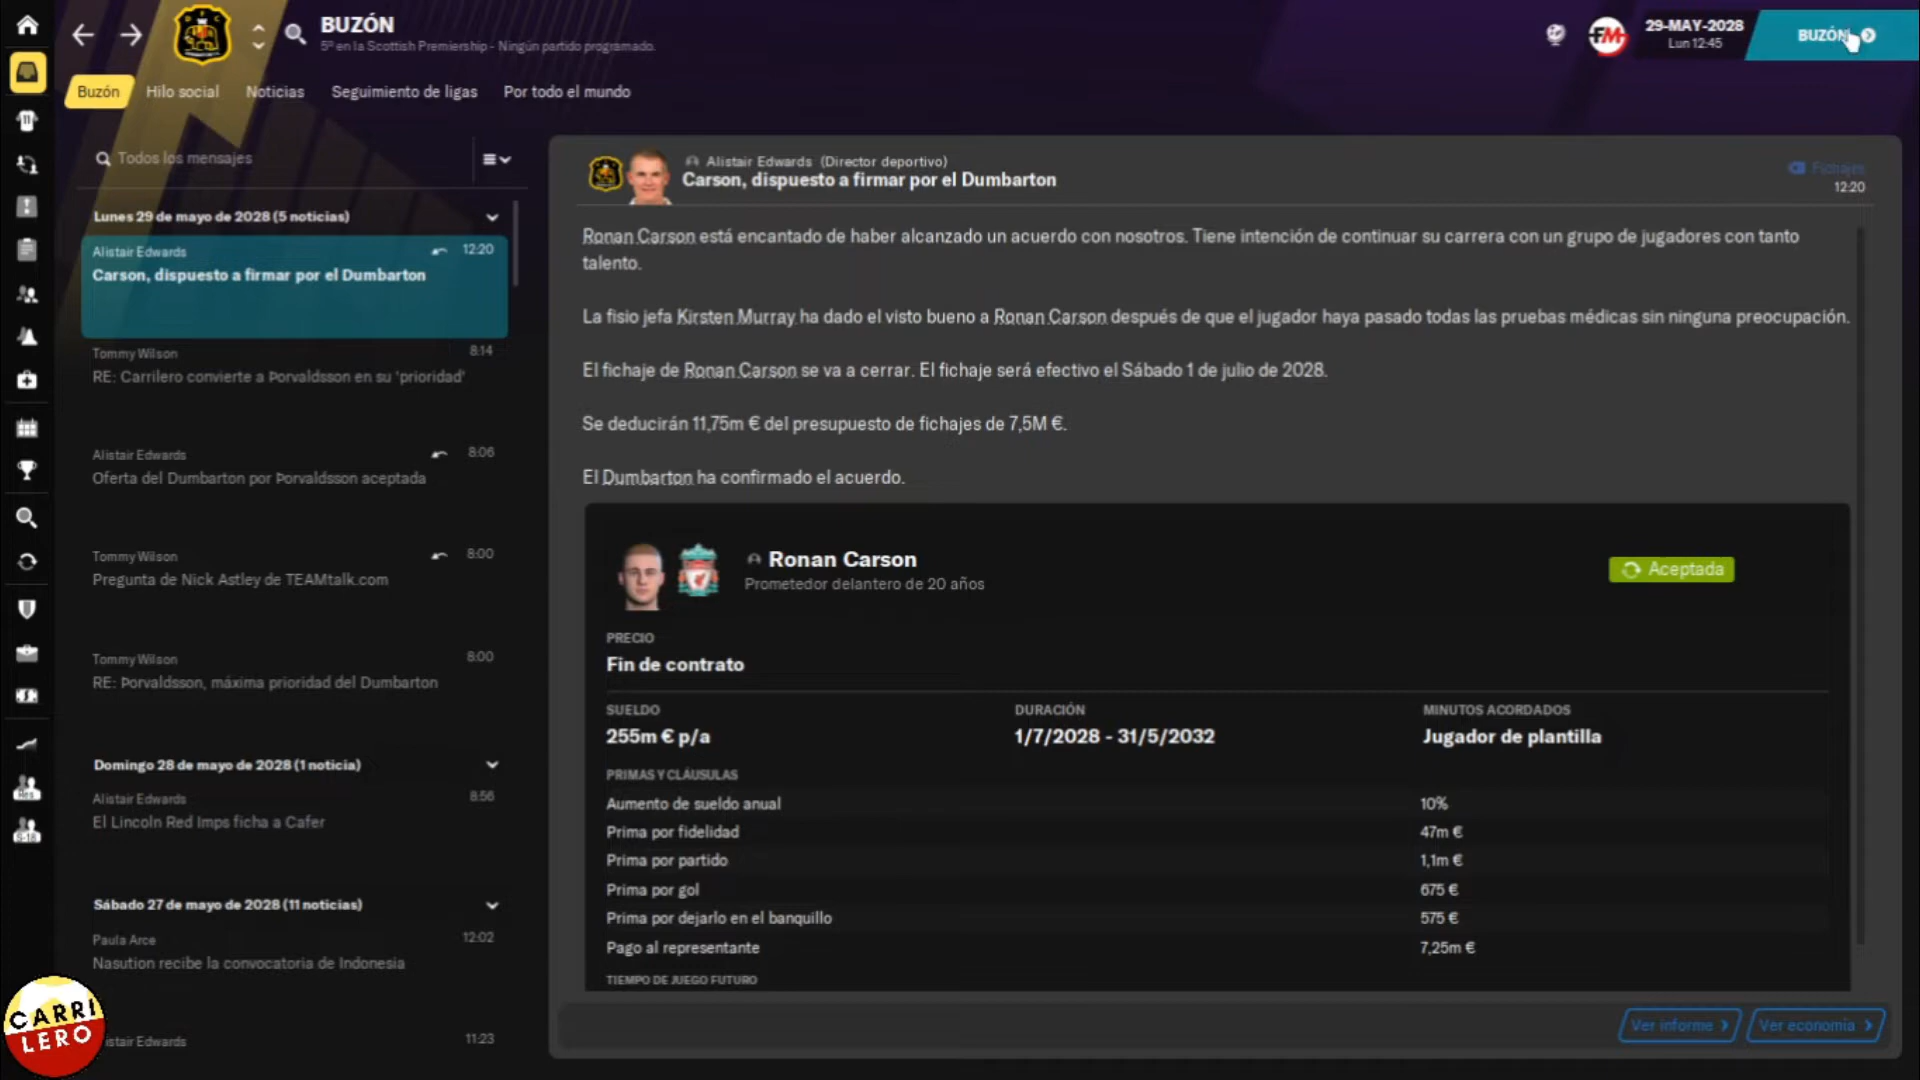 BUZÓN
5º en la Scottish Premiership - Ningún partido programado.
FM
29-MAY-2028
Lun 12:45
BUZÓN
Buzón
Hilo social
Noticias
Seguimiento de ligas
Por todo el mundo
Todos los mensajes
Lunes 29 de mayo de 2028 (5 noticias)
Alistair Edwards
12:20
Carson, dispuesto a firmar por el Dumbarton
Tommy Wilson
8:14
RE: Carrilero convierte a Þorvaldsson en su 'prioridad'
Alistair Edwards
8:06
Oferta del Dumbarton por Þorvaldsson aceptada
Tommy Wilson
8:00
Pregunta de Nick Astley de TEAMtalk.com
Tommy Wilson
8:00
RE: Þorvaldsson, máxima prioridad del Dumbarton
Domingo 28 de mayo de 2028 (1 noticia)
Alistair Edwards
8:56
El Lincoln Red Imps ficha a Cafer
Sábado 27 de mayo de 2028 (11 noticias)
Paula Arce
12:02
Nasution recibe la convocatoria de Indonesia
istair Edwards
11:23
CARRI
LERO
Alistair Edwards (Director deportivo)
Carson, dispuesto a firmar por el Dumbarton
Fichajes
12:20
Ronan Carson está encantado de haber alcanzado un acuerdo con nosotros. Tiene intención de continuar su carrera con un grupo de jugadores con tanto
talento.
La fisio jefa Kirsten Murray ha dado el visto bueno a Ronan Carson después de que el jugador haya pasado todas las pruebas médicas sin ninguna preocupación.
El fichaje de Ronan Carson se va a cerrar. El fichaje será efectivo el Sábado 1 de julio de 2028.
Se deducirán 11,75m € del presupuesto de fichajes de 7,5M €.
El Dumbarton ha confirmado el acuerdo.
Ronan Carson
Prometedor delantero de 20 años
Aceptada
PRECIO
Fin de contrato
SUELDO
DURACIÓN
MINUTOS ACORDADOS
255m € p/a
1/7/2028 - 31/5/2032
Jugador de plantilla
PRIMAS Y CLÁUSULAS
Aumento de sueldo anual
10%
Prima por fidelidad
47m €
Prima por partido
1,1m €
Prima por gol
675 €
Prima por dejarlo en el banquillo
575 €
Pago al representante
7,25m €
TIEMPO DE JUEGO FUTURO
Ver informe
Ver economía